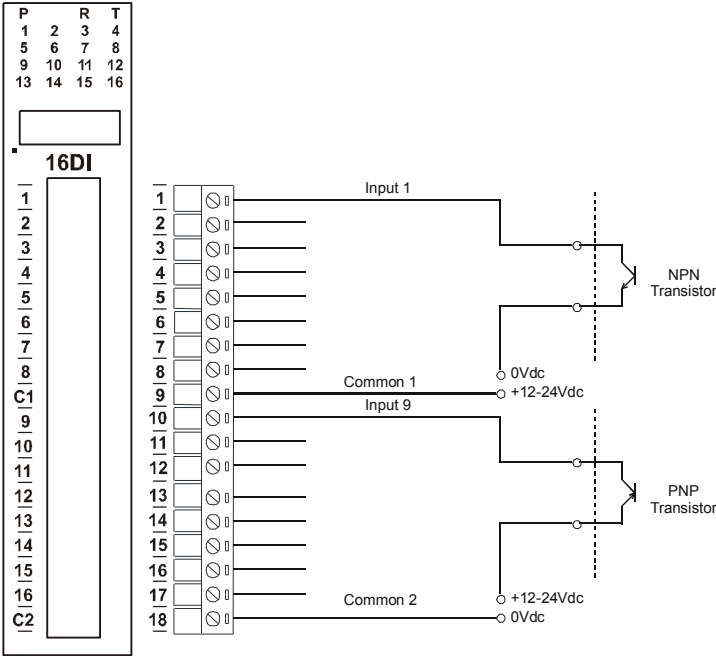 P R T
1 2 3 4
5 6 7 8
9 10 11 12
13 14 15 16
16DI
1
2
3
4
5
6
7
8
C1
9
10
11
12
13
14
15
16
C2
1
2
3
4
5
6
7
8
9
10
11
12
13
14
15
16
17
18
Input 1
NPN
Transistor
0Vdc
Common 1
+12-24Vdc
Input 9
PNP
Transistor
+12-24Vdc
Common 2
0Vdc